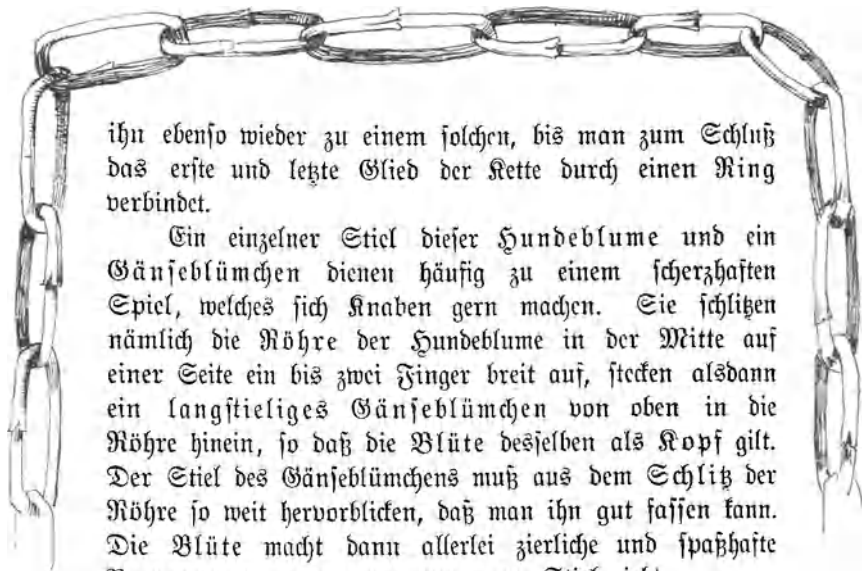 ihn ebenso wieder zu einem solchen, bis man zum Schluß
das erste und letzte Glied der Kette durch einen Ring
verbindet.
Ein einzelner Stiel dieser Hundeblume und ein
Gänseblümchen dienen häufig zu einem scherzhaften
Spiel, welches sich Knaben gern machen. Sie schlitzen
nämlich die Röhre der Hundeblume in der Mitte auf
einer Seite ein bis zwei Finger breit auf, stecken alsdann
ein langstieliges Gänseblümchen von oben in die
Röhre hinein, so daß die Blüte desselben als Kopf gilt.
Der Stiel des Gänseblümchens muß aus dem Schlitz der
Röhre so weit hervorblicken, daß man ihn gut fassen kann.
Die Blüte macht dann allerlei zierliche und spaßhafte